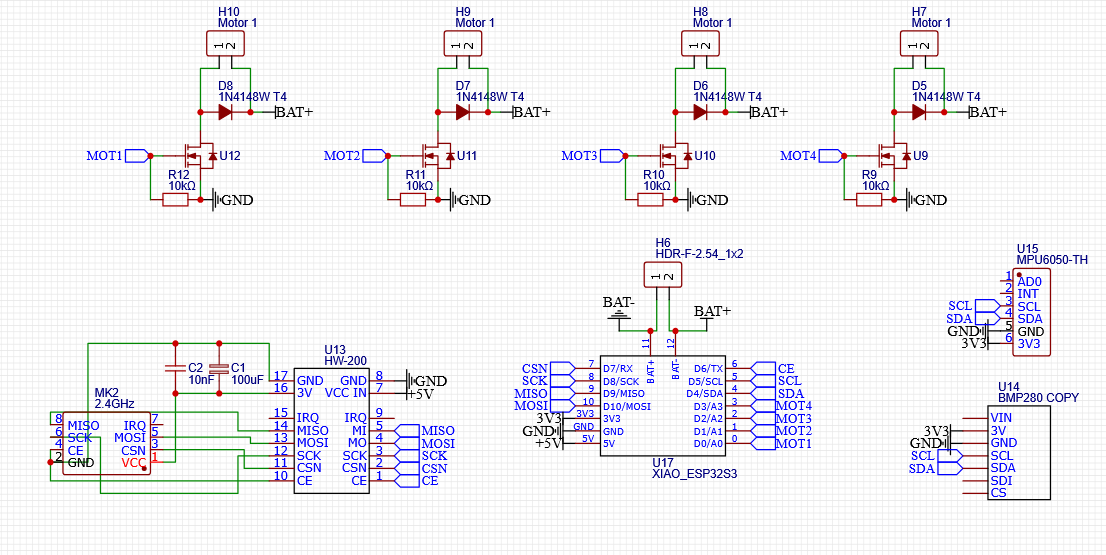 H10
Motor 1
1 2
D8
1N4148W T4
BAT+
MOT1
U12
R12
10kΩ
GND
H9
Motor 1
1 2
D7
1N4148W T4
BAT+
MOT2
U11
R11
10kΩ
GND
H8
Motor 1
1 2
D6
1N4148W T4
BAT+
MOT3
U10
R10
10kΩ
GND
H7
Motor 1
1 2
D5
1N4148W T4
BAT+
MOT4
U9
R9
10kΩ
GND
MK2
2.4GHz
8 MISO
6 SCK
4 CE
2 GND
IRQ 7
MOSI 5
CSN 3
VCC 1
C2
10nF
C1
100uF
U13
HW-200
17 GND
16 3V
15 IRQ
14 MISO
13 MOSI
12 SCK
11 CSN
10 CE
GND 8 GND
VCC IN 7 +5V
IRQ 9
MI 5 MISO
MO 4 MOSI
SCK 3 SCK
CSN 2 CSN
CE 1 CE
H6
HDR-F-2.54_1x2
1 2
BAT-
BAT+
11 BAT+
12 BAT-
CSN 7 D7/RX
SCK 8 D8/SCK
MISO 9 D9/MISO
MOSI 10 D10/MOSI
3V3 3V3 3V3
GND GND GND
+5V 5V 5V
D6/TX 6 CE
D5/SCL 5 SCL
D4/SDA 4 SDA
D3/A3 3 MOT4
D2/A2 2 MOT3
D1/A1 1 MOT2
D0/A0 0 MOT1
U17
XIAO_ESP32S3
U15
MPU6050-TH
1 AD0
2 INT
SCL 3 SCL
SDA 4 SDA
GND 5 GND
3V3 6 3V3
U14
BMP280 COPY
VIN
3V3 3V
GND GND
SCL SCL
SDA SDA
SDI
CS